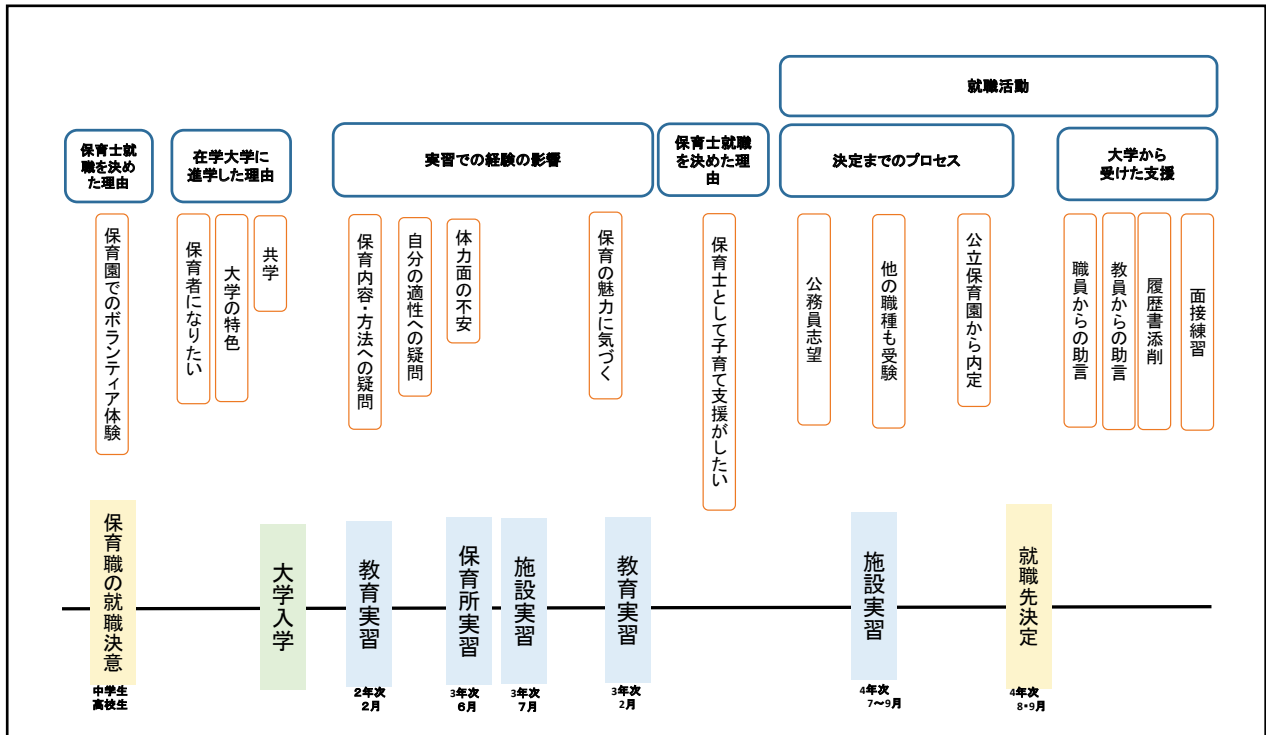 就職活動
保育士就
職を決め
た理由
在学大学に
進学した理由
実習での経験の影響
保育士就職
を決めた理
由
決定までのプロセス
大学から
受けた支援
保育園でのボランティア体験
保育者になりたい
大学の特色
共学
保育内容・方法への疑問
自分の適性への疑問
体力面の不安
保育の魅力に気づく
保育士として子育て支援がしたい
公務員志望
他の職種も受験
公立保育園から内定
職員からの助言
教員からの助言
履歴書添削
面接練習
保育職の就職決意
大学入学
教育実習
保育所実習
施設実習
教育実習
施設実習
就職先決定
中学生
高校生
2年次
2月
3年次
6月
3年次
7月
3年次
2月
4年次
7～9月
4年次
8・9月